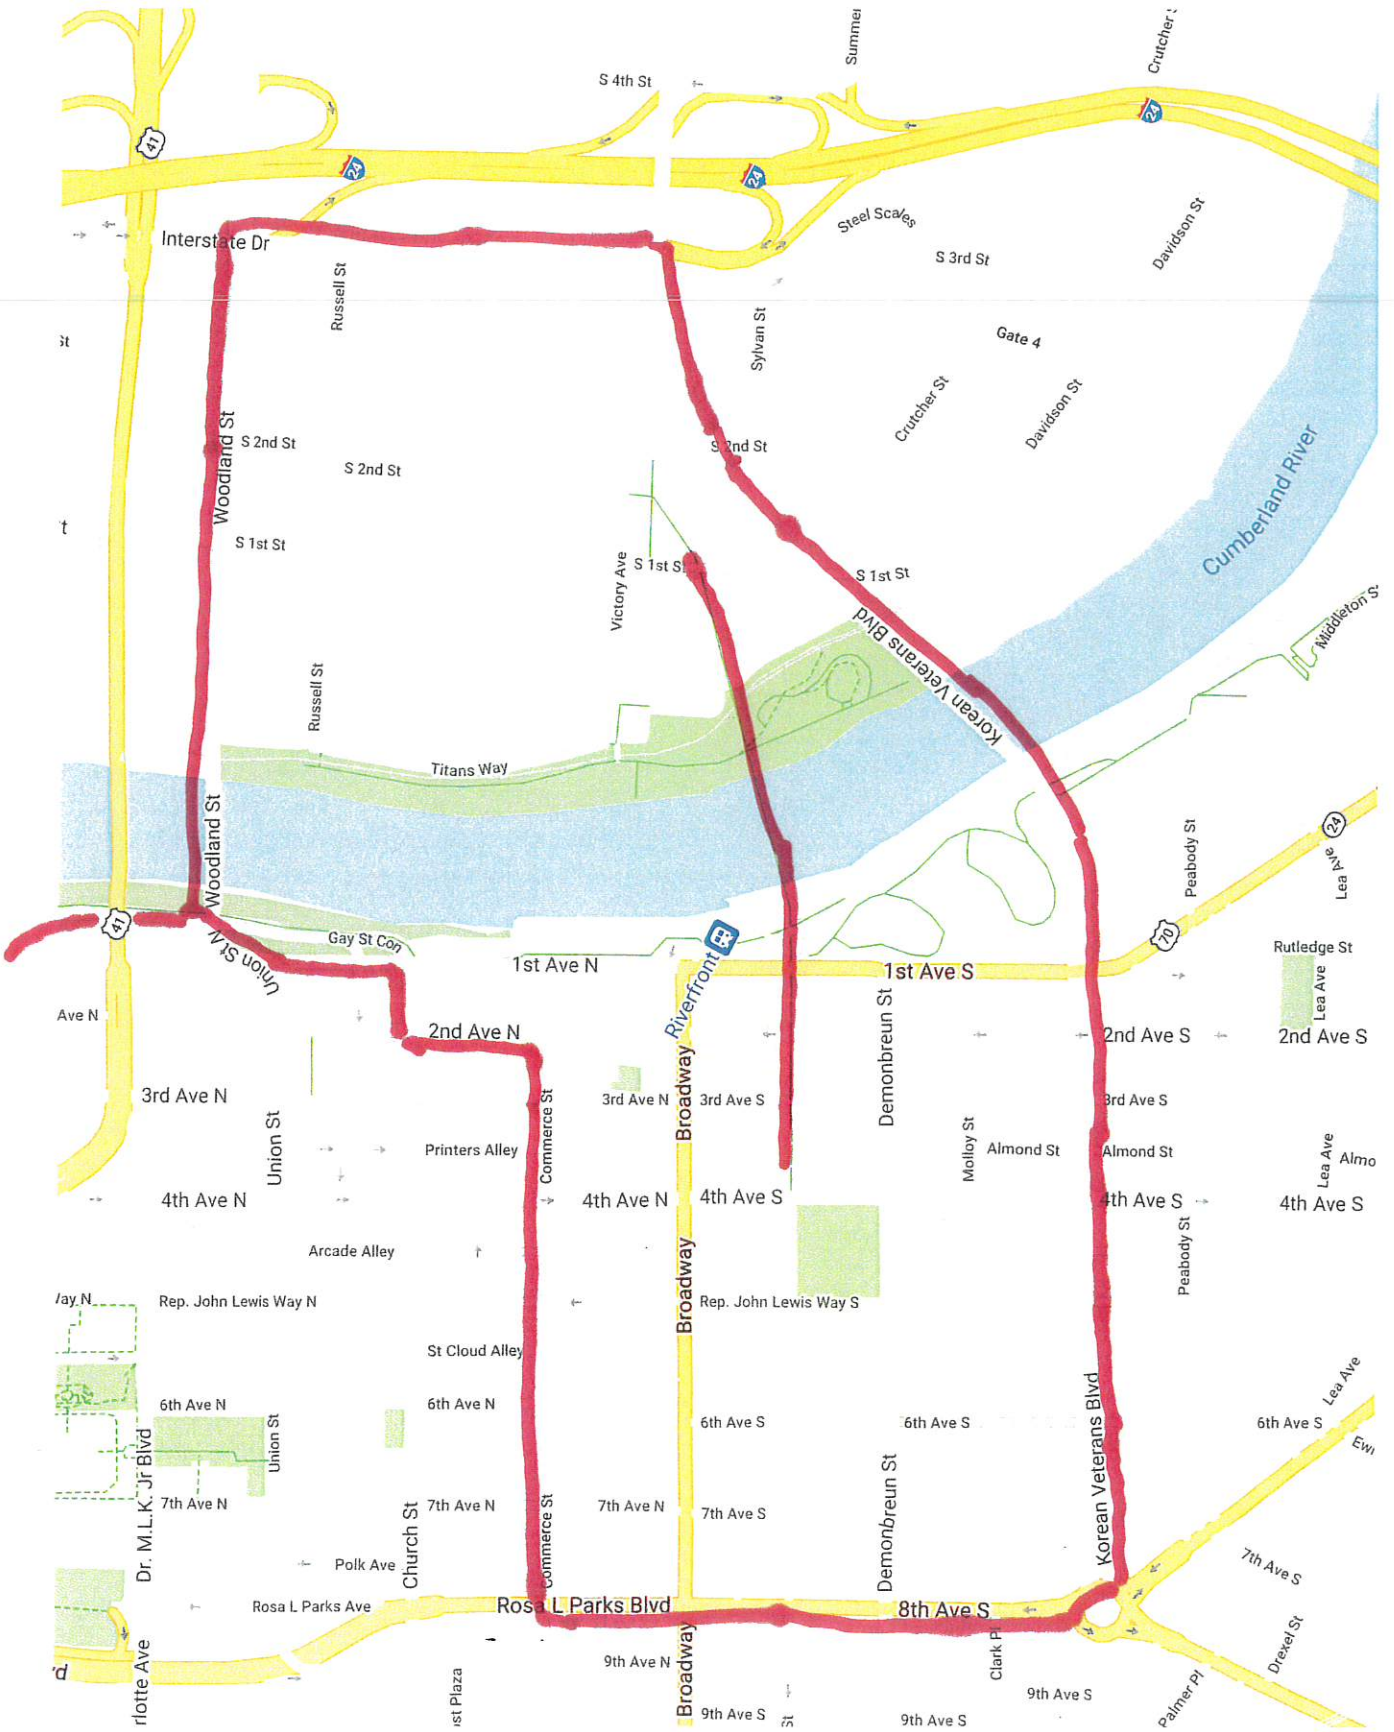 Summer
Crutcher S
S 4th St
41
24
24
24
Steel Scales
Davidson St
Interstate Dr
S 3rd St
Russell St
Sylvan St
Gate 4
St
Crutcher St
Davidson St
Woodland St
S 2nd St
S 2nd St
S 2nd St
Cumberland River
S 1st St
Victory Ave
S 1st St
S 1st St
Middleton S
Korean Veterans Blvd
Russell St
Titans Way
Woodland St
Peabody St
24
Lea Ave
41
Union St
Gay St Con
70
1st Ave N
Riverfront
1st Ave S
Rutledge St
Lea Ave
Ave N
2nd Ave N
Demonbreun St
2nd Ave S
2nd Ave S
3rd Ave N
Commerce St
3rd Ave N
Broadway
3rd Ave S
3rd Ave S
Union St
Printers Alley
Molloy St
Almond St
Almond St
Lea Ave
Almo
4th Ave N
4th Ave N
4th Ave S
4th Ave S
4th Ave S
Arcade Alley
Broadway
Peabody St
Way N
Rep. John Lewis Way N
Rep. John Lewis Way S
St Cloud Alley
Lea Ave
6th Ave N
6th Ave N
6th Ave S
6th Ave S
Korean Veterans Blvd
6th Ave S
Ewi
Dr. M.L.K. Jr Blvd
Union St
7th Ave N
Church St
7th Ave N
Commerce St
7th Ave N
7th Ave S
Demonbreun St
7th Ave S
Polk Ave
Rosa L Parks Ave
Rosa L Parks Blvd
8th Ave S
Clark Pl
Drexel St
rlotte Ave
rd
ost Plaza
9th Ave N
Broadway
9th Ave S
St
9th Ave S
9th Ave S
Palmer Pl